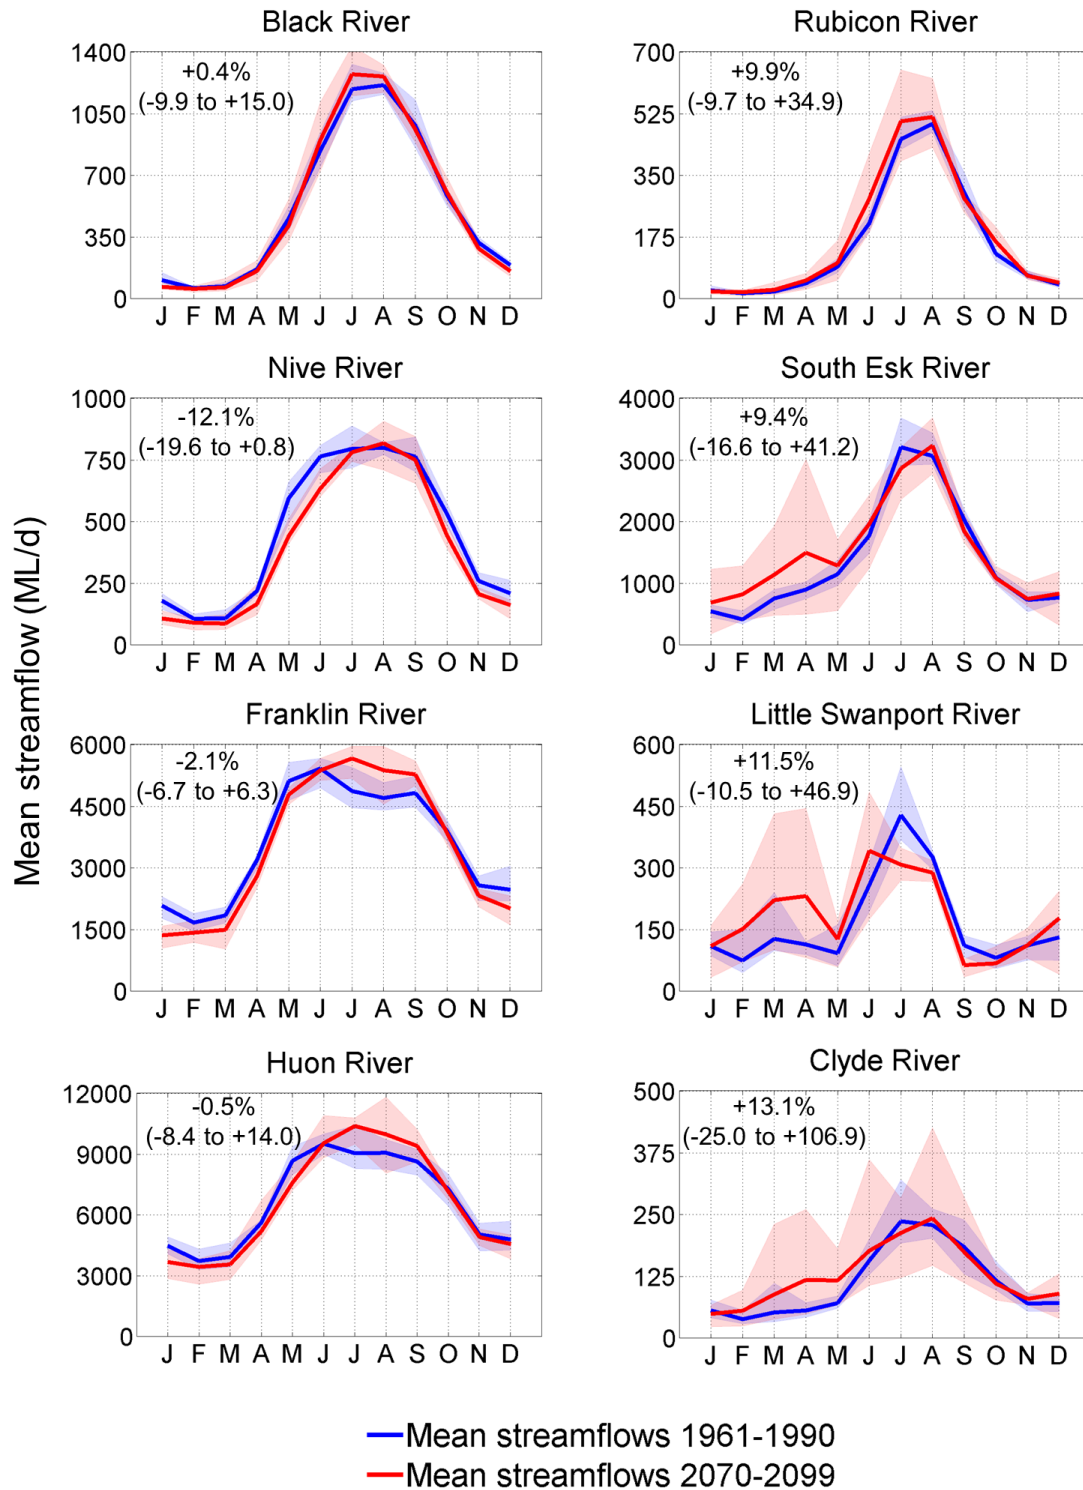 Black River
1400
1050
700
350
0
+0.4%
(-9.9 to +15.0)
J F M A M J J A S O N D
Rubicon River
700
525
350
175
0
+9.9%
(-9.7 to +34.9)
J F M A M J J A S O N D
Nive River
1000
750
500
250
0
-12.1%
(-19.6 to +0.8)
J F M A M J J A S O N D
South Esk River
4000
3000
2000
1000
0
+9.4%
(-16.6 to +41.2)
J F M A M J J A S O N D
Mean streamflow (ML/d)
Franklin River
6000
4500
3000
1500
0
-2.1%
(-6.7 to +6.3)
J F M A M J J A S O N D
Little Swanport River
600
450
300
150
0
+11.5%
(-10.5 to +46.9)
J F M A M J J A S O N D
Huon River
12000
9000
6000
3000
0
-0.5%
(-8.4 to +14.0)
J F M A M J J A S O N D
Clyde River
500
375
250
125
0
+13.1%
(-25.0 to +106.9)
J F M A M J J A S O N D
Mean streamflows 1961-1990
Mean streamflows 2070-2099